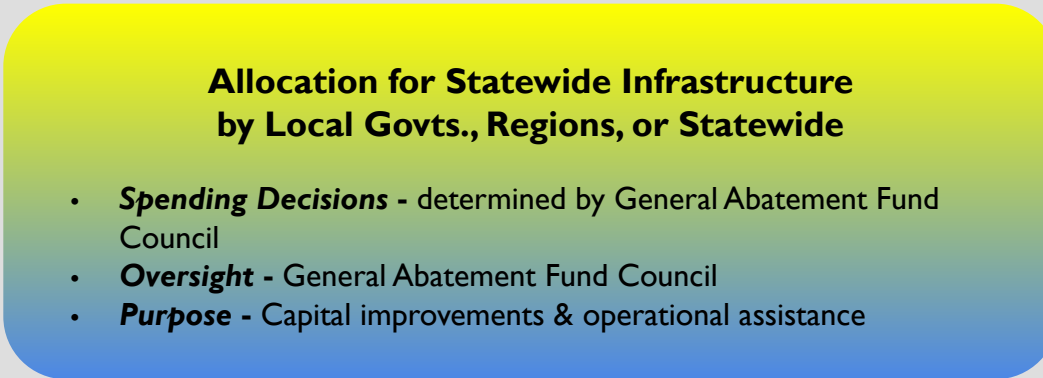 Allocation for Statewide Infrastructure
by Local Govts., Regions, or Statewide
• Spending Decisions - determined by General Abatement Fund
Council
• Oversight - General Abatement Fund Council
• Purpose - Capital improvements & operational assistance